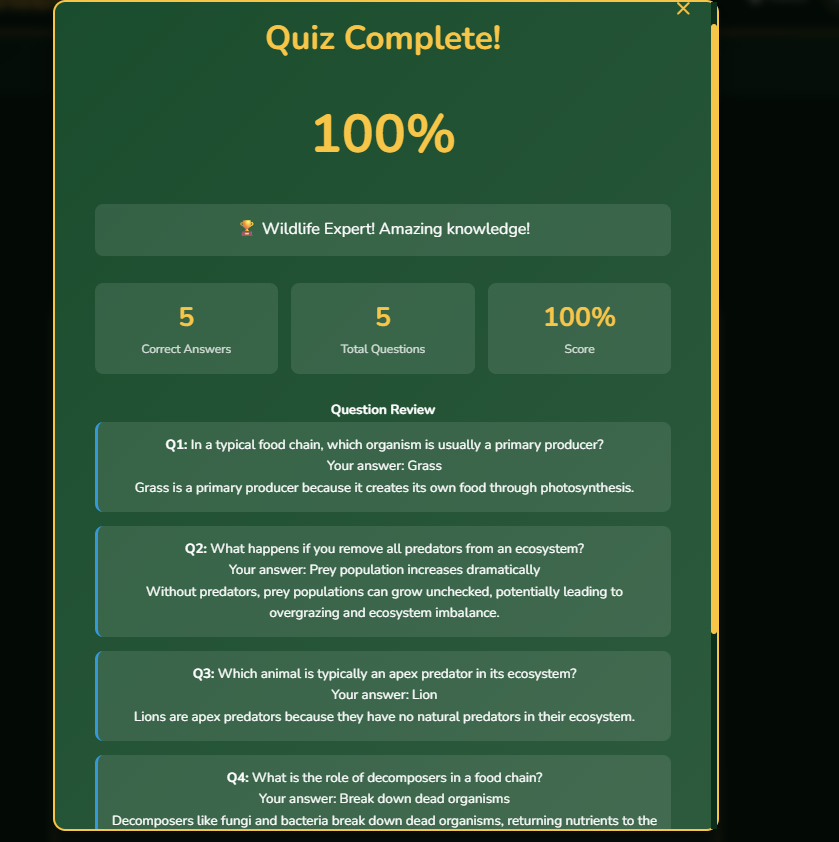 Quiz Complete!
100%
🏆 Wildlife Expert! Amazing knowledge!
5
Correct Answers
5
Total Questions
100%
Score
Question Review
Q1: In a typical food chain, which organism is usually a primary producer?
Your answer: Grass
Grass is a primary producer because it creates its own food through photosynthesis.
Q2: What happens if you remove all predators from an ecosystem?
Your answer: Prey population increases dramatically
Without predators, prey populations can grow unchecked, potentially leading to
overgrazing and ecosystem imbalance.
Q3: Which animal is typically an apex predator in its ecosystem?
Your answer: Lion
Lions are apex predators because they have no natural predators in their ecosystem.
Q4: What is the role of decomposers in a food chain?
Your answer: Break down dead organisms
Decomposers like fungi and bacteria break down dead organisms, returning nutrients to the